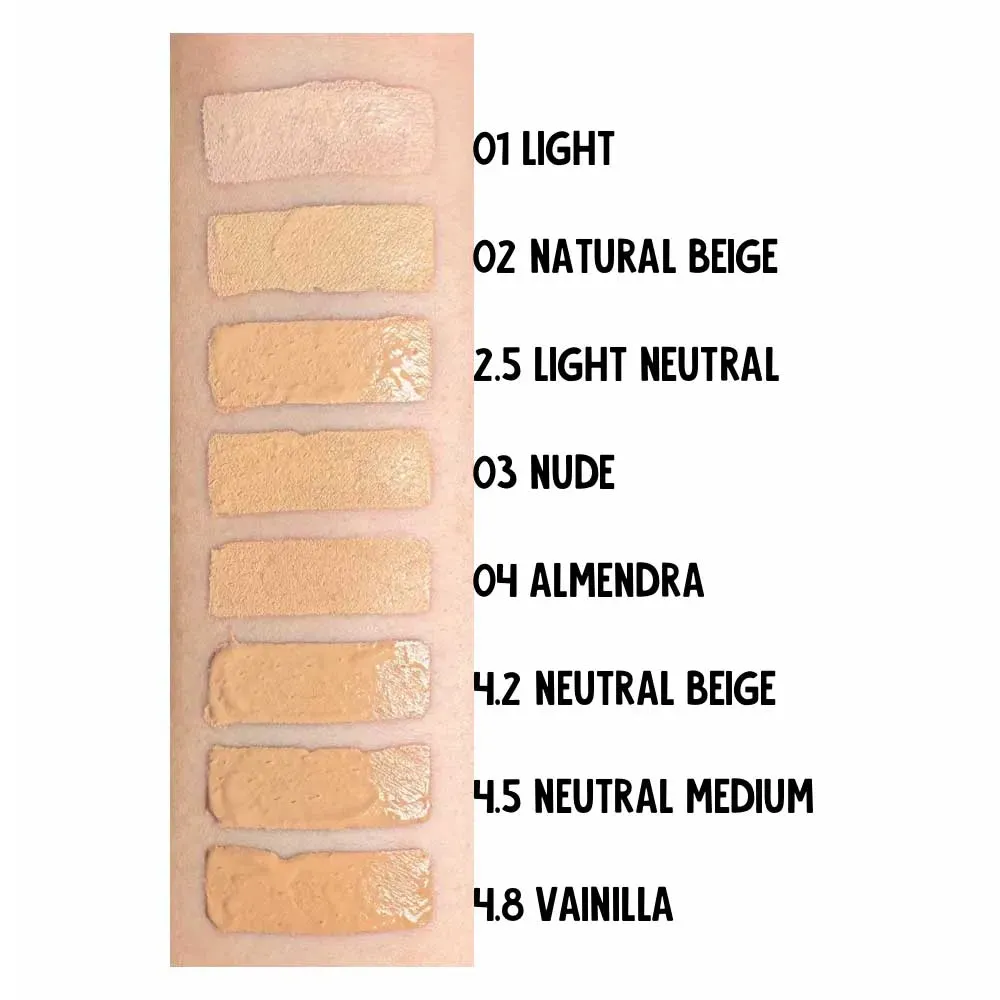 01 LIGHT
02 NATURAL BEIGE
2.5 LIGHT NEUTRAL
03 NUDE
04 ALMENDRA
4.2 NEUTRAL BEIGE
4.5 NEUTRAL MEDIUM
4.8 VAINILLA